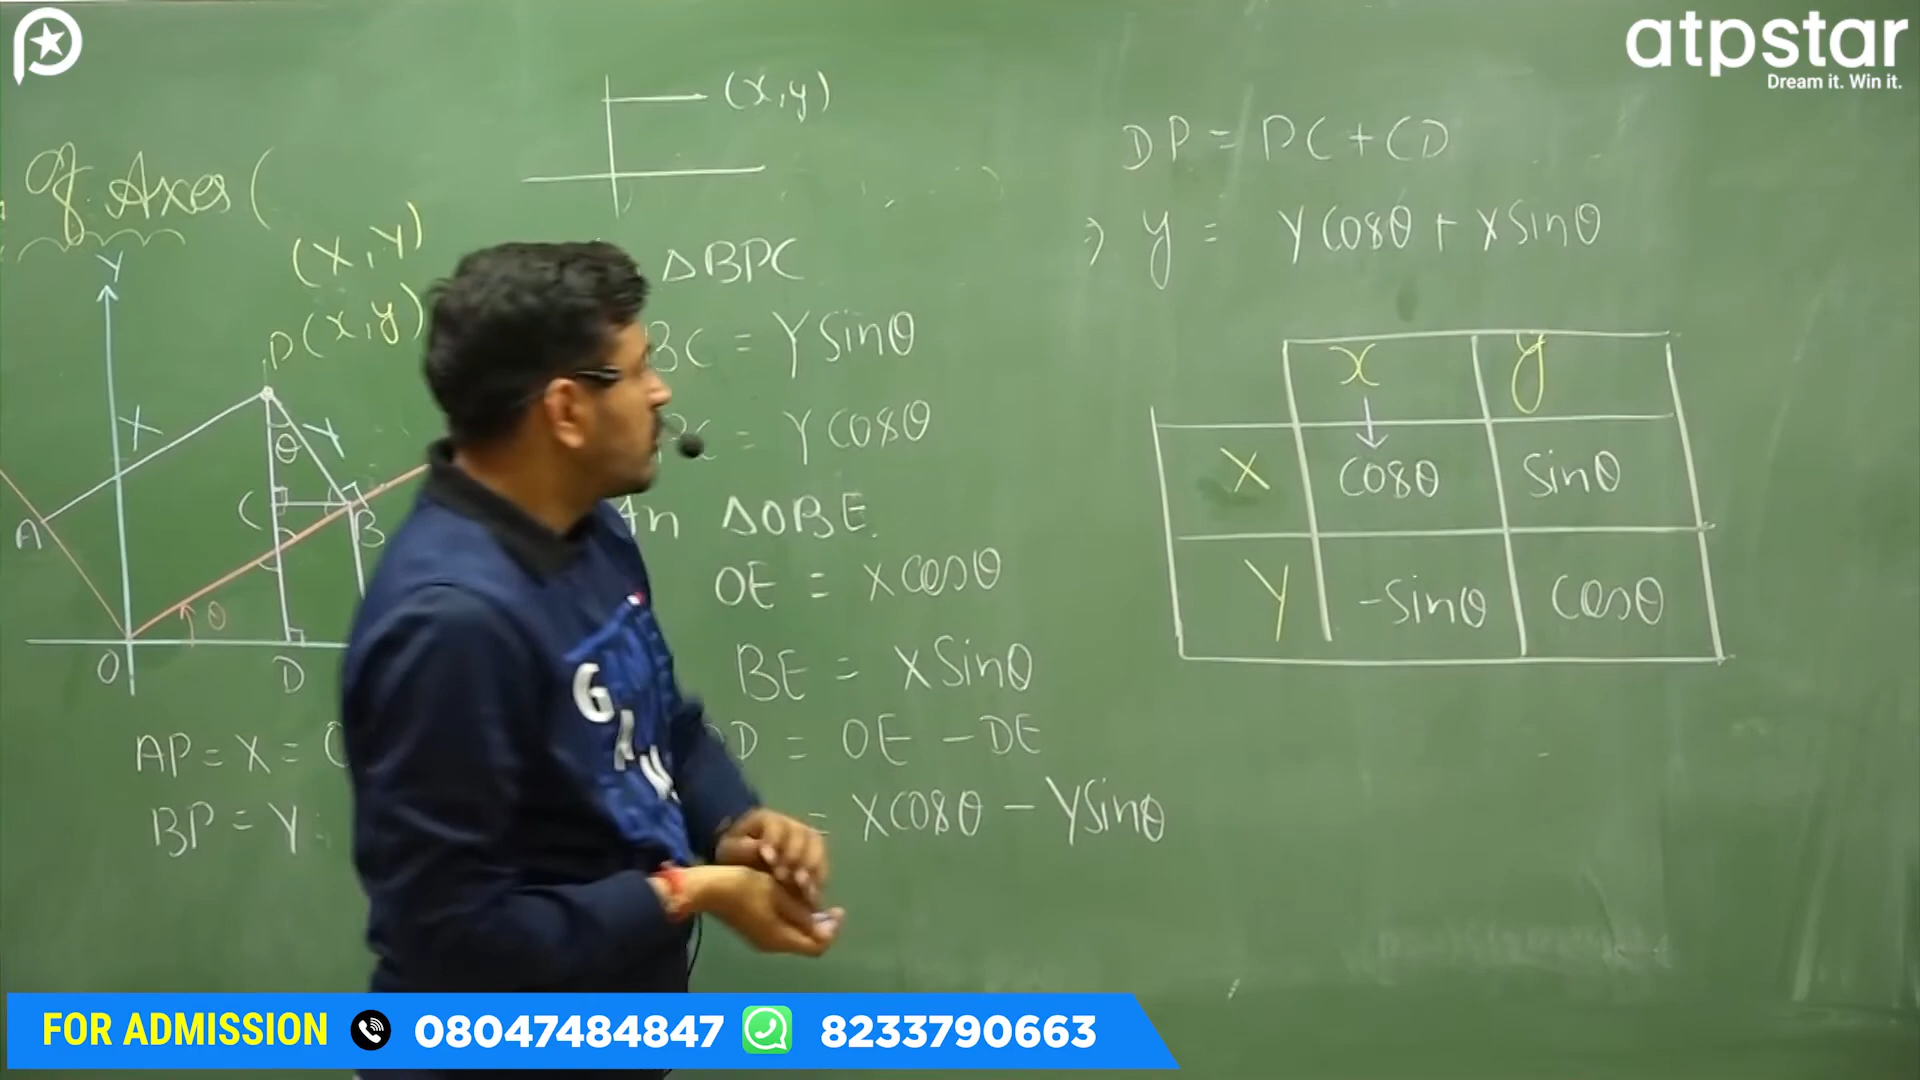 atpstar
Dream it. Win it.
of Axes (
(x,y)
Y
(X,Y)
P(x,y)
X
θ
Y
C
A
B
θ
O
D
AP = X =
BP = Y =
ΔBPC
BC = Y Sinθ
= Y Cosθ
In ΔOBE
OE = X Cosθ
BE = X Sinθ
= OE - DE
= X Cosθ - Y Sinθ
DP = PC + CD
⇒ y = Y Cosθ + X Sinθ
x y
X Cosθ Sinθ
Y -Sinθ Cosθ
G
FOR ADMISSION 08047484847 8233790663